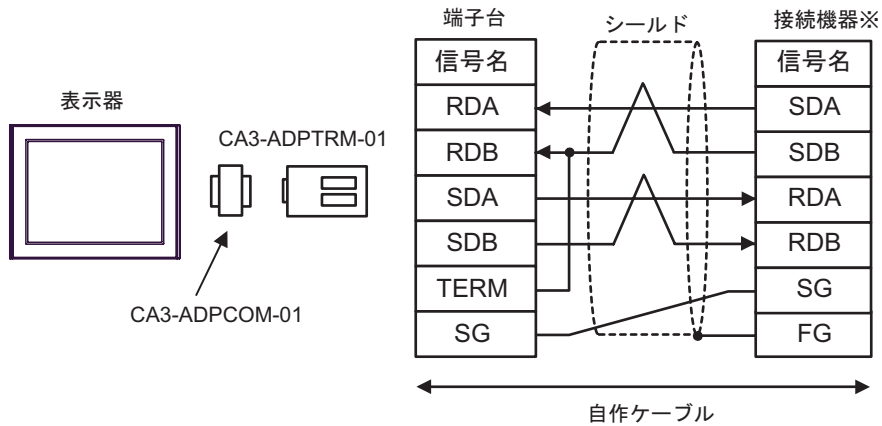 表示器
CA3-ADPTRM-01
CA3-ADPCOM-01
端子台
シールド
接続機器※
信号名
信号名
RDA
SDA
RDB
SDB
SDA
RDA
SDB
RDB
TERM
SG
SG
FG
自作ケーブル